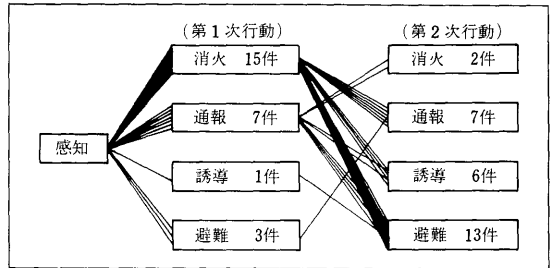 （第１次行動）　（第２次行動）
消火　15件　消火　2件
通報　7件　通報　7件
感知
誘導　1件　誘導　6件
避難　3件　避難　13件